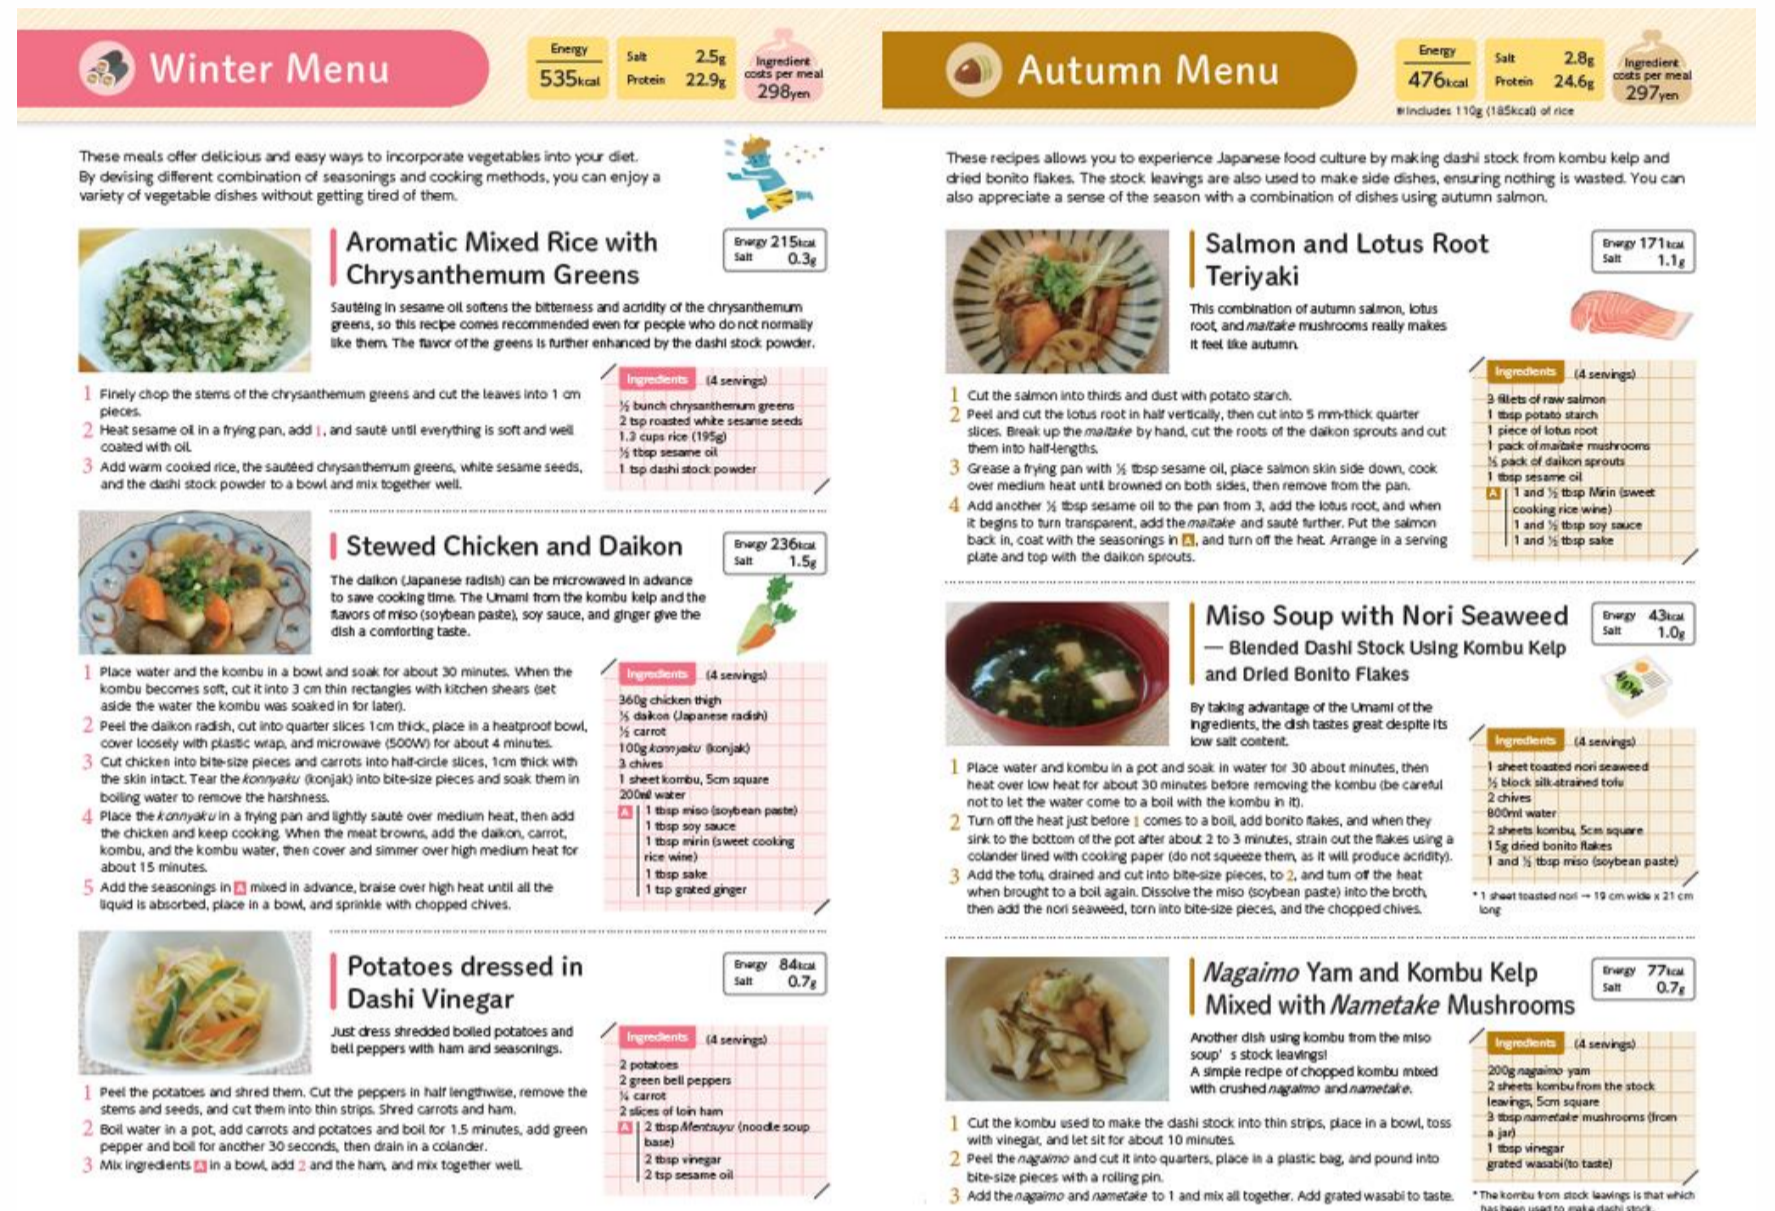 Winter Menu
Energy
535kcal
Salt 2.5g
Protein 22.9g
Ingredient
costs per meal
298yen
These meals offer delicious and easy ways to incorporate vegetables into your diet.
By devising different combination of seasonings and cooking methods, you can enjoy a
variety of vegetable dishes without getting tired of them.
Aromatic Mixed Rice with
Chrysanthemum Greens
Energy 215kcal
Salt 0.3g
Sautéing in sesame oil softens the bitterness and acridity of the chrysanthemum
greens, so this recipe comes recommended even for people who do not normally
like them. The flavor of the greens is further enhanced by the dashi stock powder.
1 Finely chop the stems of the chrysanthemum greens and cut the leaves into 1 cm
pieces.
2 Heat sesame oil in a frying pan, add 1, and sauté until everything is soft and well
coated with oil.
3 Add warm cooked rice, the sautéed chrysanthemum greens, white sesame seeds,
and the dashi stock powder to a bowl and mix together well.
Ingredients (4 servings)
½ bunch chrysanthemum greens
2 tsp roasted white sesame seeds
1.3 cups rice (195g)
½ tbsp sesame oil
1 tsp dashi stock powder
Stewed Chicken and Daikon
Energy 236kcal
Salt 1.5g
The daikon (Japanese radish) can be microwaved in advance
to save cooking time. The Umami from the kombu kelp and the
flavors of miso (soybean paste), soy sauce, and ginger give the
dish a comforting taste.
1 Place water and the kombu in a bowl and soak for about 30 minutes. When the
kombu becomes soft, cut it into 3 cm thin rectangles with kitchen shears (set
aside the water the kombu was soaked in for later).
2 Peel the daikon radish, cut into quarter slices 1cm thick, place in a heatproof bowl,
cover loosely with plastic wrap, and microwave (500W) for about 4 minutes.
3 Cut chicken into bite-size pieces and carrots into half-circle slices, 1cm thick with
the skin intact. Tear the konnyaku (konjak) into bite-size pieces and soak them in
boiling water to remove the harshness.
4 Place the konnyaku in a frying pan and lightly sauté over medium heat, then add
the chicken and keep cooking. When the meat browns, add the daikon, carrot,
kombu, and the kombu water, then cover and simmer over high medium heat for
about 15 minutes.
5 Add the seasonings in A mixed in advance, braise over high heat until all the
liquid is absorbed, place in a bowl, and sprinkle with chopped chives.
Ingredients (4 servings)
360g chicken thigh
daikon (Japanese radish)
½ carrot
100g konnyaku (konjak)
3 chives
1 sheet kombu, 5cm square
200ml water
A 1 tbsp miso (soybean paste)
1 tbsp soy sauce
1 tbsp mirin (sweet cooking
rice wine)
1 tbsp sake
1 tsp grated ginger
Potatoes dressed in
Dashi Vinegar
Energy 84kcal
Salt 0.7g
Just dress shredded boiled potatoes and
bell peppers with ham and seasonings.
1 Peel the potatoes and shred them. Cut the peppers in half lengthwise, remove the
stems and seeds, and cut them into thin strips. Shred carrots and ham.
2 Boil water in a pot, add carrots and potatoes and boil for 1.5 minutes, add green
pepper and boil for another 30 seconds, then drain in a colander.
3 Mix ingredients A in a bowl, add 2 and the ham, and mix together well.
Ingredients (4 servings)
2 potatoes
2 green bell peppers
carrot
2 slices of loin ham
A 2 tbsp Mentsuyu (noodle soup
base)
2 tbsp vinegar
2 tsp sesame oil
Autumn Menu
Energy
476kcal
Salt 2.8g
Protein 24.6g
Ingredient
costs per meal
297yen
※Includes 110g (185kcal) of rice
These recipes allows you to experience Japanese food culture by making dashi stock from kombu kelp and
dried bonito flakes. The stock leavings are also used to make side dishes, ensuring nothing is wasted. You can
also appreciate a sense of the season with a combination of dishes using autumn salmon.
Salmon and Lotus Root
Teriyaki
Energy 171kcal
Salt 1.1g
This combination of autumn salmon, lotus
root, and maitake mushrooms really makes
it feel like autumn.
1 Cut the salmon into thirds and dust with potato starch.
2 Peel and cut the lotus root in half vertically, then cut into 5 mm-thick quarter
slices. Break up the maitake by hand, cut the roots of the daikon sprouts and cut
them into half-lengths.
3 Grease a frying pan with ½ tbsp sesame oil, place salmon skin side down, cook
over medium heat until browned on both sides, then remove from the pan.
4 Add another ½ tbsp sesame oil to the pan from 3, add the lotus root, and when
it begins to turn transparent, add the maitake and sauté further. Put the salmon
back in, coat with the seasonings in A, and turn off the heat. Arrange in a serving
plate and top with the daikon sprouts.
Ingredients (4 servings)
3 fillets of raw salmon
1 tbsp potato starch
1 piece of lotus root
1 pack of maitake mushrooms
pack of daikon sprouts
1 tbsp sesame oil
A 1 and ½ tbsp Mirin (sweet
cooking rice wine)
1 and ½ tbsp soy sauce
1 and ½ tbsp sake
Miso Soup with Nori Seaweed
— Blended Dashi Stock Using Kombu Kelp
and Dried Bonito Flakes
Energy 43kcal
Salt 1.0g
By taking advantage of the Umami of the
ingredients, the dish tastes great despite its
low salt content.
1 Place water and kombu in a pot and soak in water for 30 about minutes, then
heat over low heat for about 30 minutes before removing the kombu (be careful
not to let the water come to a boil with the kombu in it).
2 Turn off the heat just before 1 comes to a boil, add bonito flakes, and when they
sink to the bottom of the pot after about 2 to 3 minutes, strain out the flakes using a
colander lined with cooking paper (do not squeeze them, as it will produce acridity).
3 Add the tofu, drained and cut into bite-size pieces, to 2, and turn off the heat
when brought to a boil again. Dissolve the miso (soybean paste) into the broth,
then add the nori seaweed, torn into bite-size pieces, and the chopped chives.
Ingredients (4 servings)
1 sheet toasted nori seaweed
½ block silk-strained tofu
2 chives
800ml water
2 sheets kombu, 5cm square
15g dried bonito flakes
1 and ½ tbsp miso (soybean paste)
* 1 sheet toasted nori → 19 cm wide x 21 cm
long
Nagaimo Yam and Kombu Kelp
Mixed with Nametake Mushrooms
Energy 77kcal
Salt 0.7g
Another dish using kombu from the miso
soup's stock leavings!
A simple recipe of chopped kombu mixed
with crushed nagaimo and nametake.
1 Cut the kombu used to make the dashi stock into thin strips, place in a bowl, toss
with vinegar, and let sit for about 10 minutes.
2 Peel the nagaimo and cut it into quarters, place in a plastic bag, and pound into
bite-size pieces with a rolling pin.
3 Add the nagaimo and nametake to 1 and mix all together. Add grated wasabi to taste.
Ingredients (4 servings)
200g nagaimo yam
2 sheets kombu from the stock
leavings, 5cm square
3 tbsp nametake mushrooms (from
a jar)
1 tbsp vinegar
grated wasabi(to taste)
* The kombu from stock leavings is that which
has been used to make dashi stock.